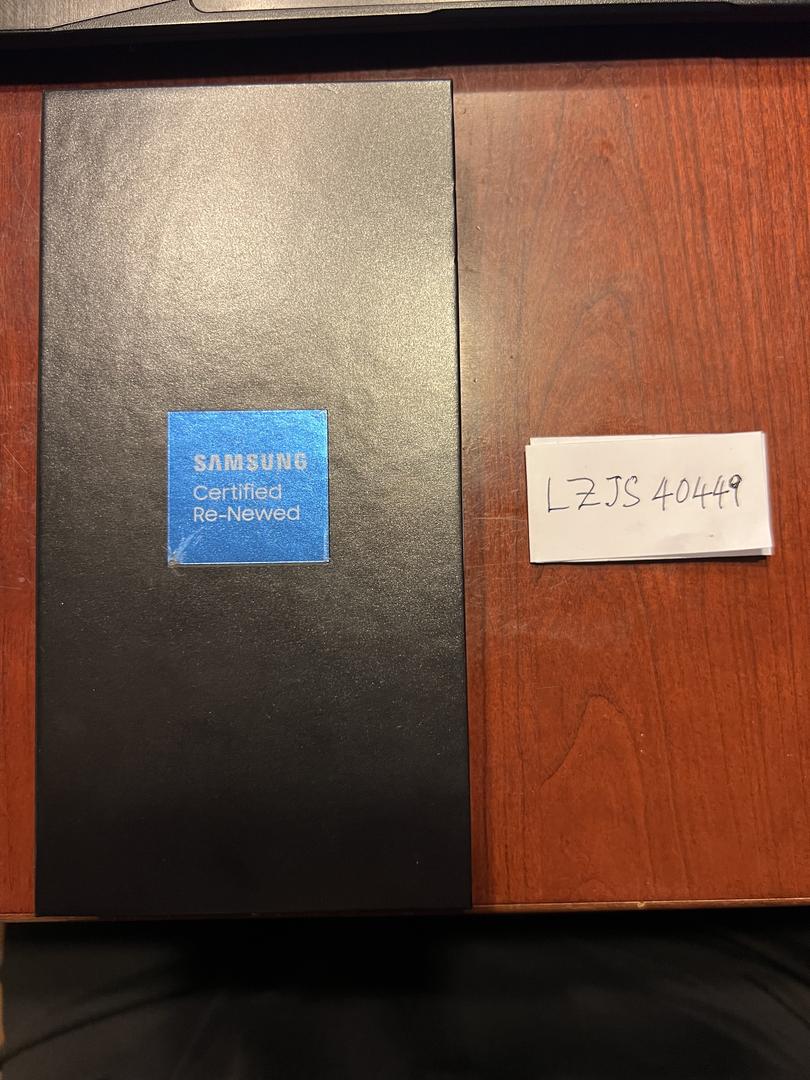 SAMSUNG
Certified
Re-Newed
LZJS 40449